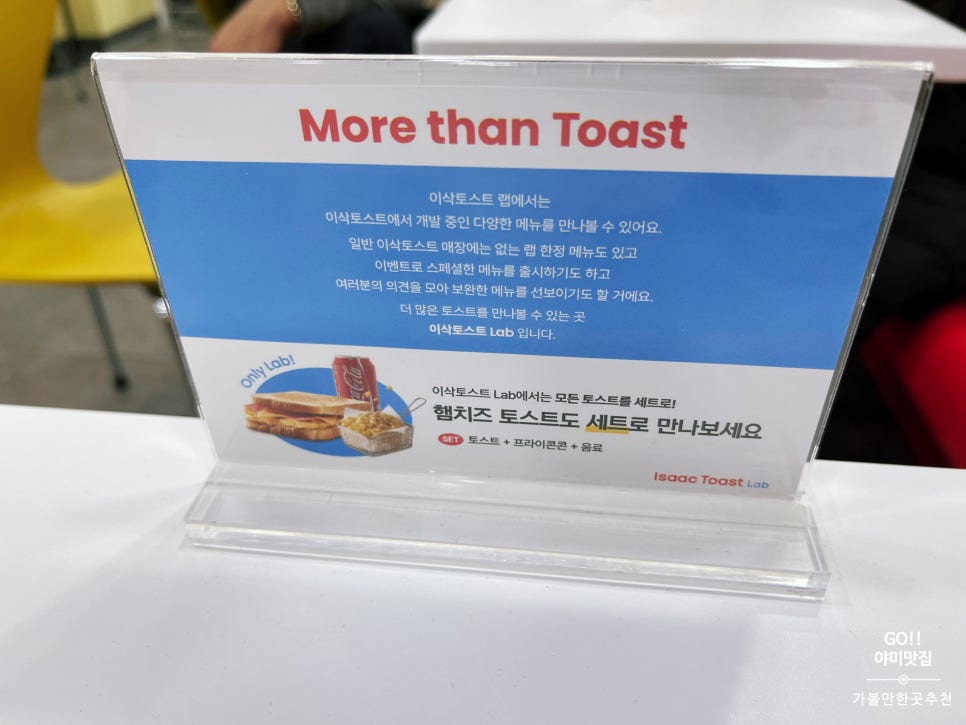 More than Toast
이삭토스트 랩에서는
이삭토스트에서 개발 중인 다양한 메뉴를 만나볼 수 있어요.
일반 이삭토스트 매장에는 없는 랩 한정 메뉴도 있고
이벤트로 스페셜한 메뉴를 출시하기도 하고
여러분의 의견을 모아 보완한 메뉴를 선보이기도 할 거에요.
더 많은 토스트를 만나볼 수 있는 곳
이삭토스트 Lab 입니다.
only Lab!
Coca-Cola
이삭토스트 Lab에서는 모든 토스트를 세트로!
햄치즈 토스트도 세트로 만나보세요
SET 토스트 + 프라이콘콘 + 음료
Isaac Toast Lab
GO!!
야미맛집
가볼만한곳추천